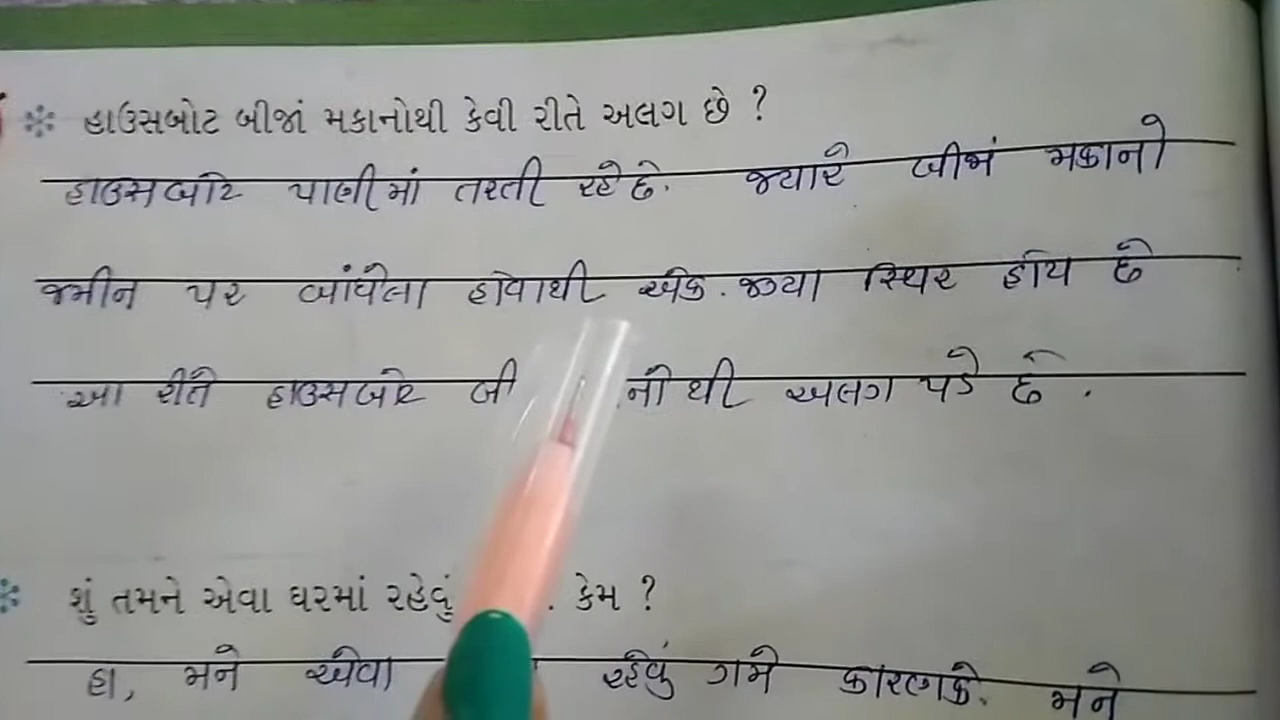 હાઉસબોટ બીજાં મકાનોથી કેવી રીતે અલગ છે ?
હાઉસબોટ પાણીમાં તરતી રહે છે. જ્યારે બીજાં મકાનો
જમીન પર બાંધેલા હોવાથી એક જગ્યા સ્થિર હોય છે
આ રીતે હાઉસબોટ બી નોથી અલગ પડે છે.
શું તમને એવા ઘરમાં રહેવું . કેમ ?
હા, મને એવા રહેવું ગમે કારણકે. મને